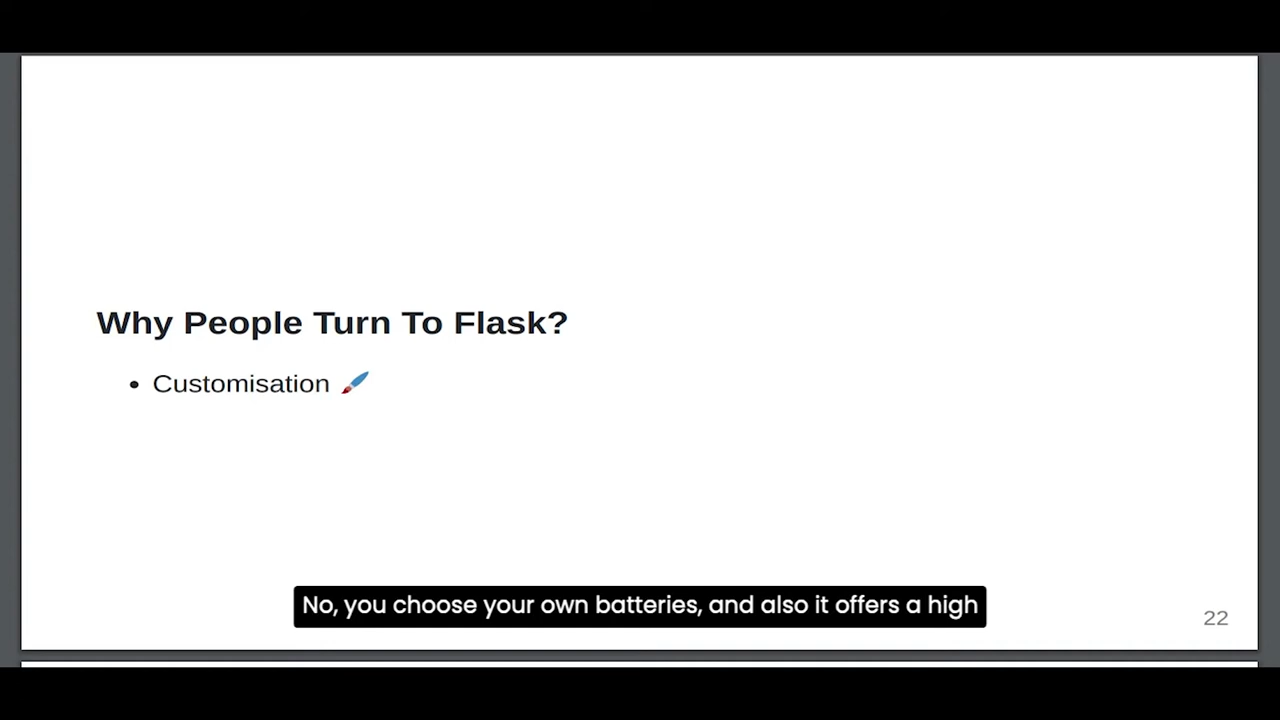 Why People Turn To Flask?
• Customisation 🖌️
No, you choose your own batteries, and also it offers a high
22